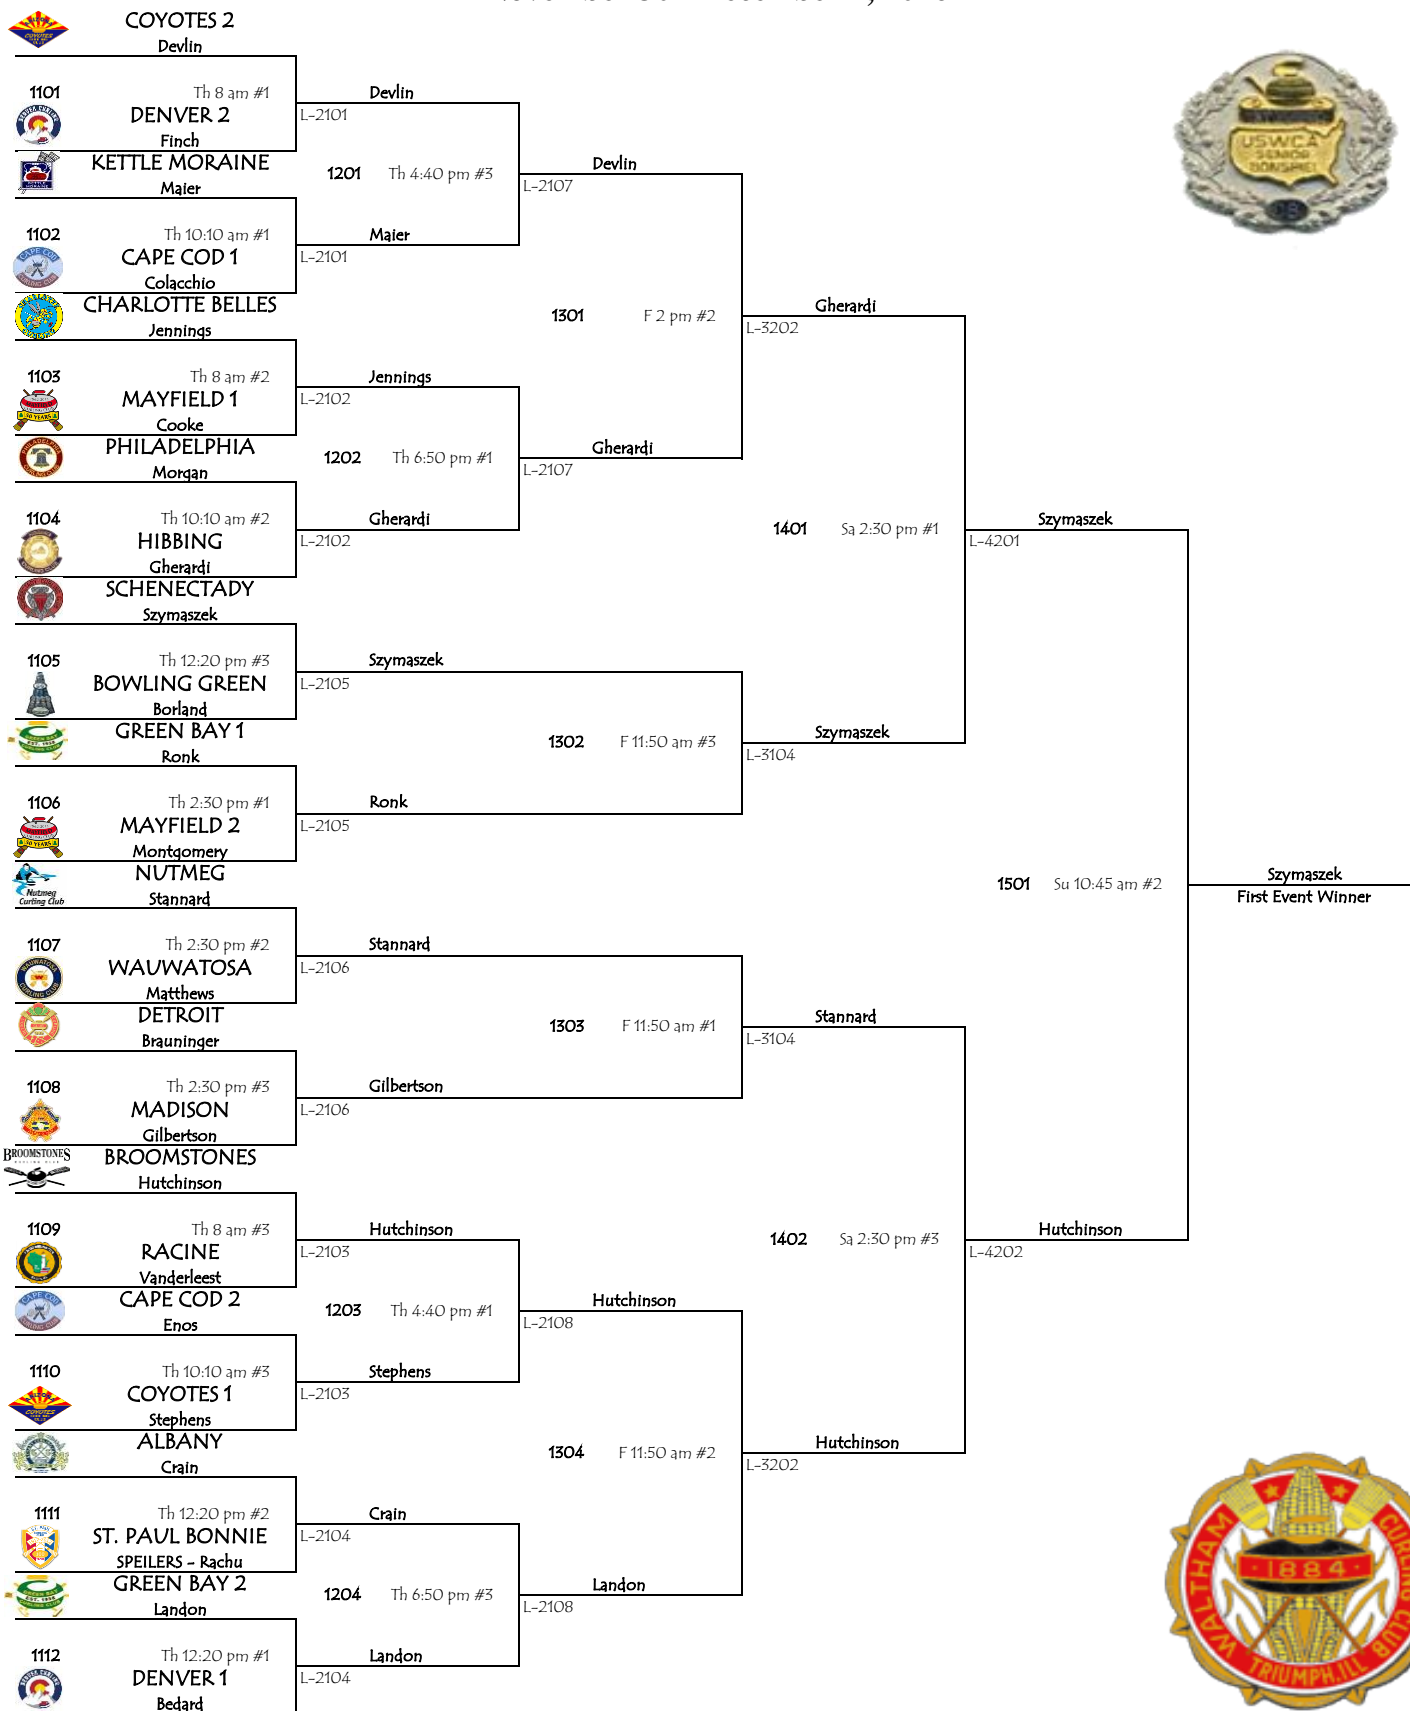 COYOTES 2
Devlin
1101 Th 8 am #1 Devlin
L-2101
DENVER 2
Finch
KETTLE MORAINE
Maier
1201 Th 4:40 pm #3 Devlin
L-2107
1102 Th 10:10 am #1 Maier
L-2101
CAPE COD 1
Colacchio
CHARLOTTE BELLES
Jennings
1301 F 2 pm #2 Gherardi
L-3202
1103 Th 8 am #2 Jennings
L-2102
MAYFIELD 1
Cooke
PHILADELPHIA
Morgan
1202 Th 6:50 pm #1 Gherardi
L-2107
1104 Th 10:10 am #2 Gherardi
L-2102
HIBBING
Gherardi
1401 Sa 2:30 pm #1 Szymaszek
L-4201
SCHENECTADY
Szymaszek
1105 Th 12:20 pm #3 Szymaszek
L-2105
BOWLING GREEN
Borland
GREEN BAY 1
Ronk
1302 F 11:50 am #3 Szymaszek
L-3104
1106 Th 2:30 pm #1 Ronk
L-2105
MAYFIELD 2
Montgomery
NUTMEG
Stannard
Nutmeg
Curling Club
1501 Su 10:45 am #2 Szymaszek
First Event Winner
1107 Th 2:30 pm #2 Stannard
L-2106
WAUWATOSA
Matthews
DETROIT
Brauninger
1303 F 11:50 am #1 Stannard
L-3104
1108 Th 2:30 pm #3 Gilbertson
L-2106
MADISON
Gilbertson
BROOMSTONES
BROOMSTONES
Hutchinson
1109 Th 8 am #3 Hutchinson
L-2103
RACINE
Vanderleest
1402 Sa 2:30 pm #3 Hutchinson
L-4202
CAPE COD 2
Enos
1203 Th 4:40 pm #1 Hutchinson
L-2108
1110 Th 10:10 am #3 Stephens
L-2103
COYOTES 1
Stephens
ALBANY
Crain
1304 F 11:50 am #2 Hutchinson
L-3202
1111 Th 12:20 pm #2 Crain
L-2104
ST. PAUL BONNIE
SPEILERS - Rachu
GREEN BAY 2
Landon
1204 Th 6:50 pm #3 Landon
L-2108
1112 Th 12:20 pm #1 Landon
L-2104
DENVER 1
Bedard
USWCA
BONSPIEL
WALTHAM CURLING CLUB
1884
TRIUMPH, ILL